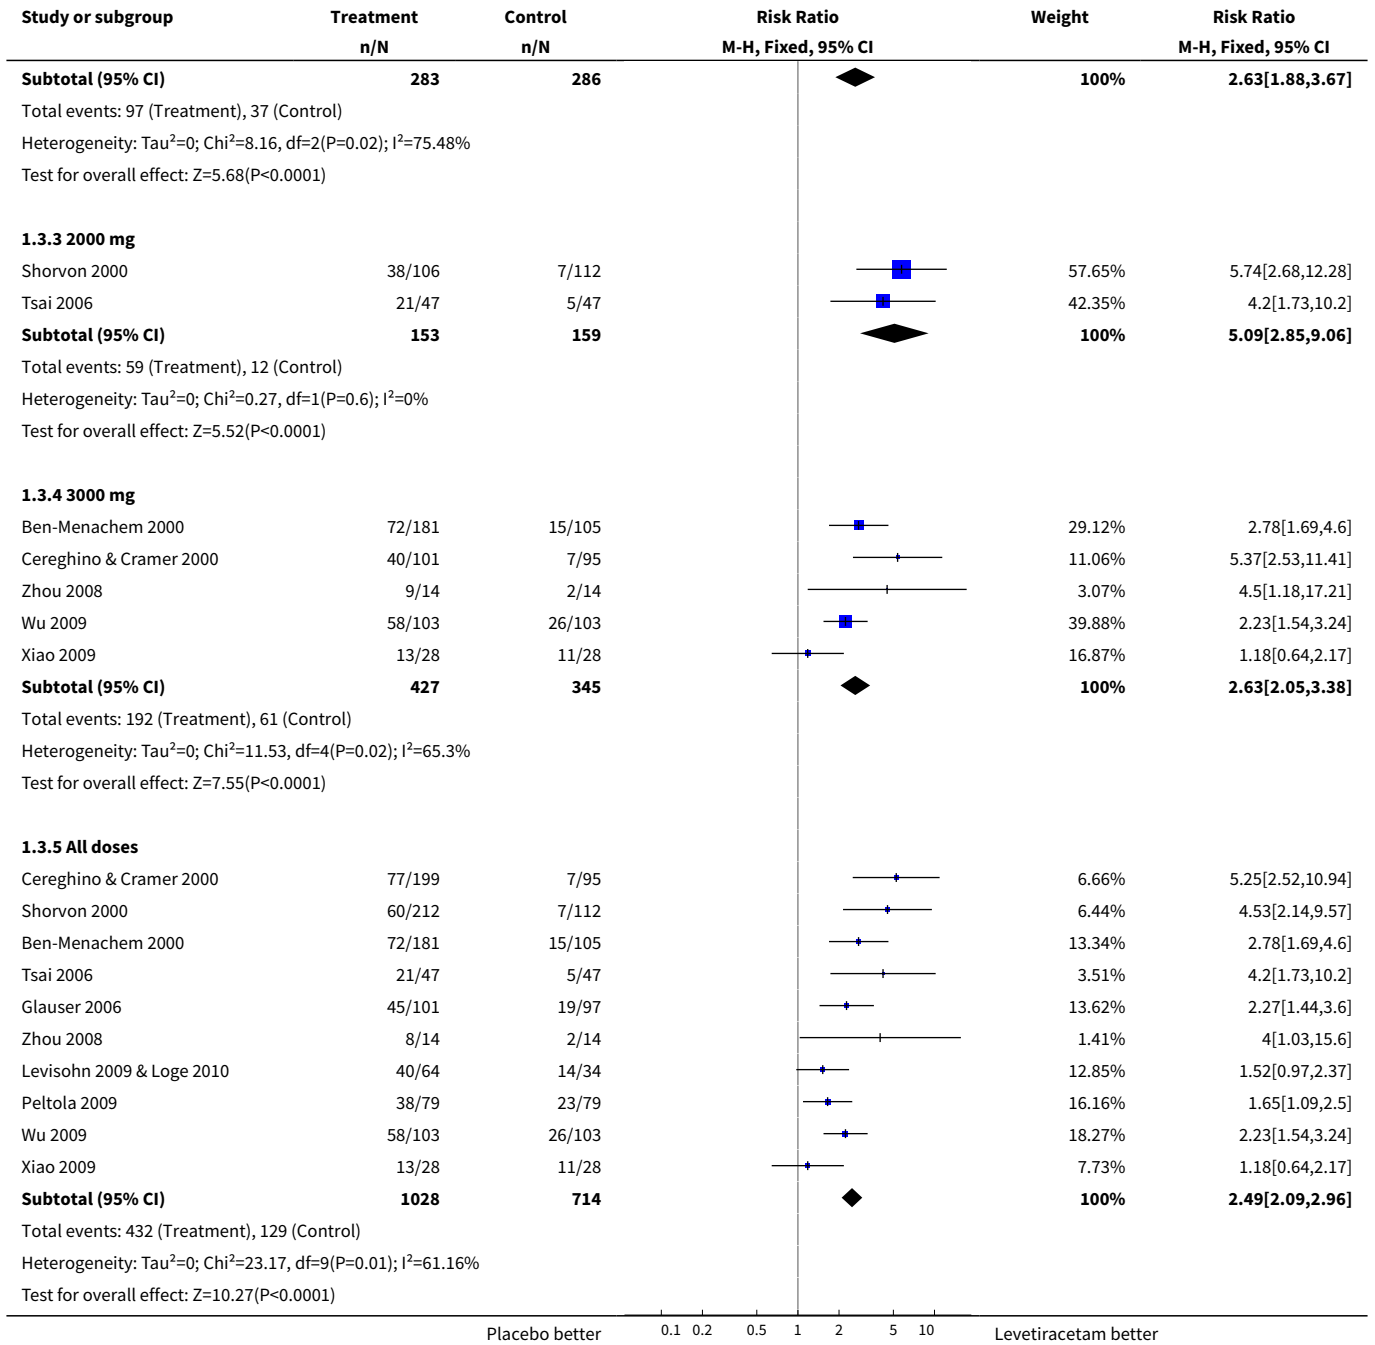 Study or subgroup Treatment Control Risk Ratio Weight Risk Ratio
n/N n/N M-H, Fixed, 95% CI M-H, Fixed, 95% CI
Subtotal (95% CI) 283 286 100% 2.63[1.88,3.67]
Total events: 97 (Treatment), 37 (Control)
Heterogeneity: Tau²=0; Chi²=8.16, df=2(P=0.02); I²=75.48%
Test for overall effect: Z=5.68(P<0.0001)
1.3.3 2000 mg
Shorvon 2000 38/106 7/112 57.65% 5.74[2.68,12.28]
Tsai 2006 21/47 5/47 42.35% 4.2[1.73,10.2]
Subtotal (95% CI) 153 159 100% 5.09[2.85,9.06]
Total events: 59 (Treatment), 12 (Control)
Heterogeneity: Tau²=0; Chi²=0.27, df=1(P=0.6); I²=0%
Test for overall effect: Z=5.52(P<0.0001)
1.3.4 3000 mg
Ben-Menachem 2000 72/181 15/105 29.12% 2.78[1.69,4.6]
Cereghino & Cramer 2000 40/101 7/95 11.06% 5.37[2.53,11.41]
Zhou 2008 9/14 2/14 3.07% 4.5[1.18,17.21]
Wu 2009 58/103 26/103 39.88% 2.23[1.54,3.24]
Xiao 2009 13/28 11/28 16.87% 1.18[0.64,2.17]
Subtotal (95% CI) 427 345 100% 2.63[2.05,3.38]
Total events: 192 (Treatment), 61 (Control)
Heterogeneity: Tau²=0; Chi²=11.53, df=4(P=0.02); I²=65.3%
Test for overall effect: Z=7.55(P<0.0001)
1.3.5 All doses
Cereghino & Cramer 2000 77/199 7/95 6.66% 5.25[2.52,10.94]
Shorvon 2000 60/212 7/112 6.44% 4.53[2.14,9.57]
Ben-Menachem 2000 72/181 15/105 13.34% 2.78[1.69,4.6]
Tsai 2006 21/47 5/47 3.51% 4.2[1.73,10.2]
Glauser 2006 45/101 19/97 13.62% 2.27[1.44,3.6]
Zhou 2008 8/14 2/14 1.41% 4[1.03,15.6]
Levisohn 2009 & Loge 2010 40/64 14/34 12.85% 1.52[0.97,2.37]
Peltola 2009 38/79 23/79 16.16% 1.65[1.09,2.5]
Wu 2009 58/103 26/103 18.27% 2.23[1.54,3.24]
Xiao 2009 13/28 11/28 7.73% 1.18[0.64,2.17]
Subtotal (95% CI) 1028 714 100% 2.49[2.09,2.96]
Total events: 432 (Treatment), 129 (Control)
Heterogeneity: Tau²=0; Chi²=23.17, df=9(P=0.01); I²=61.16%
Test for overall effect: Z=10.27(P<0.0001)
Placebo better 0.1 0.2 0.5 1 2 5 10 Levetiracetam better